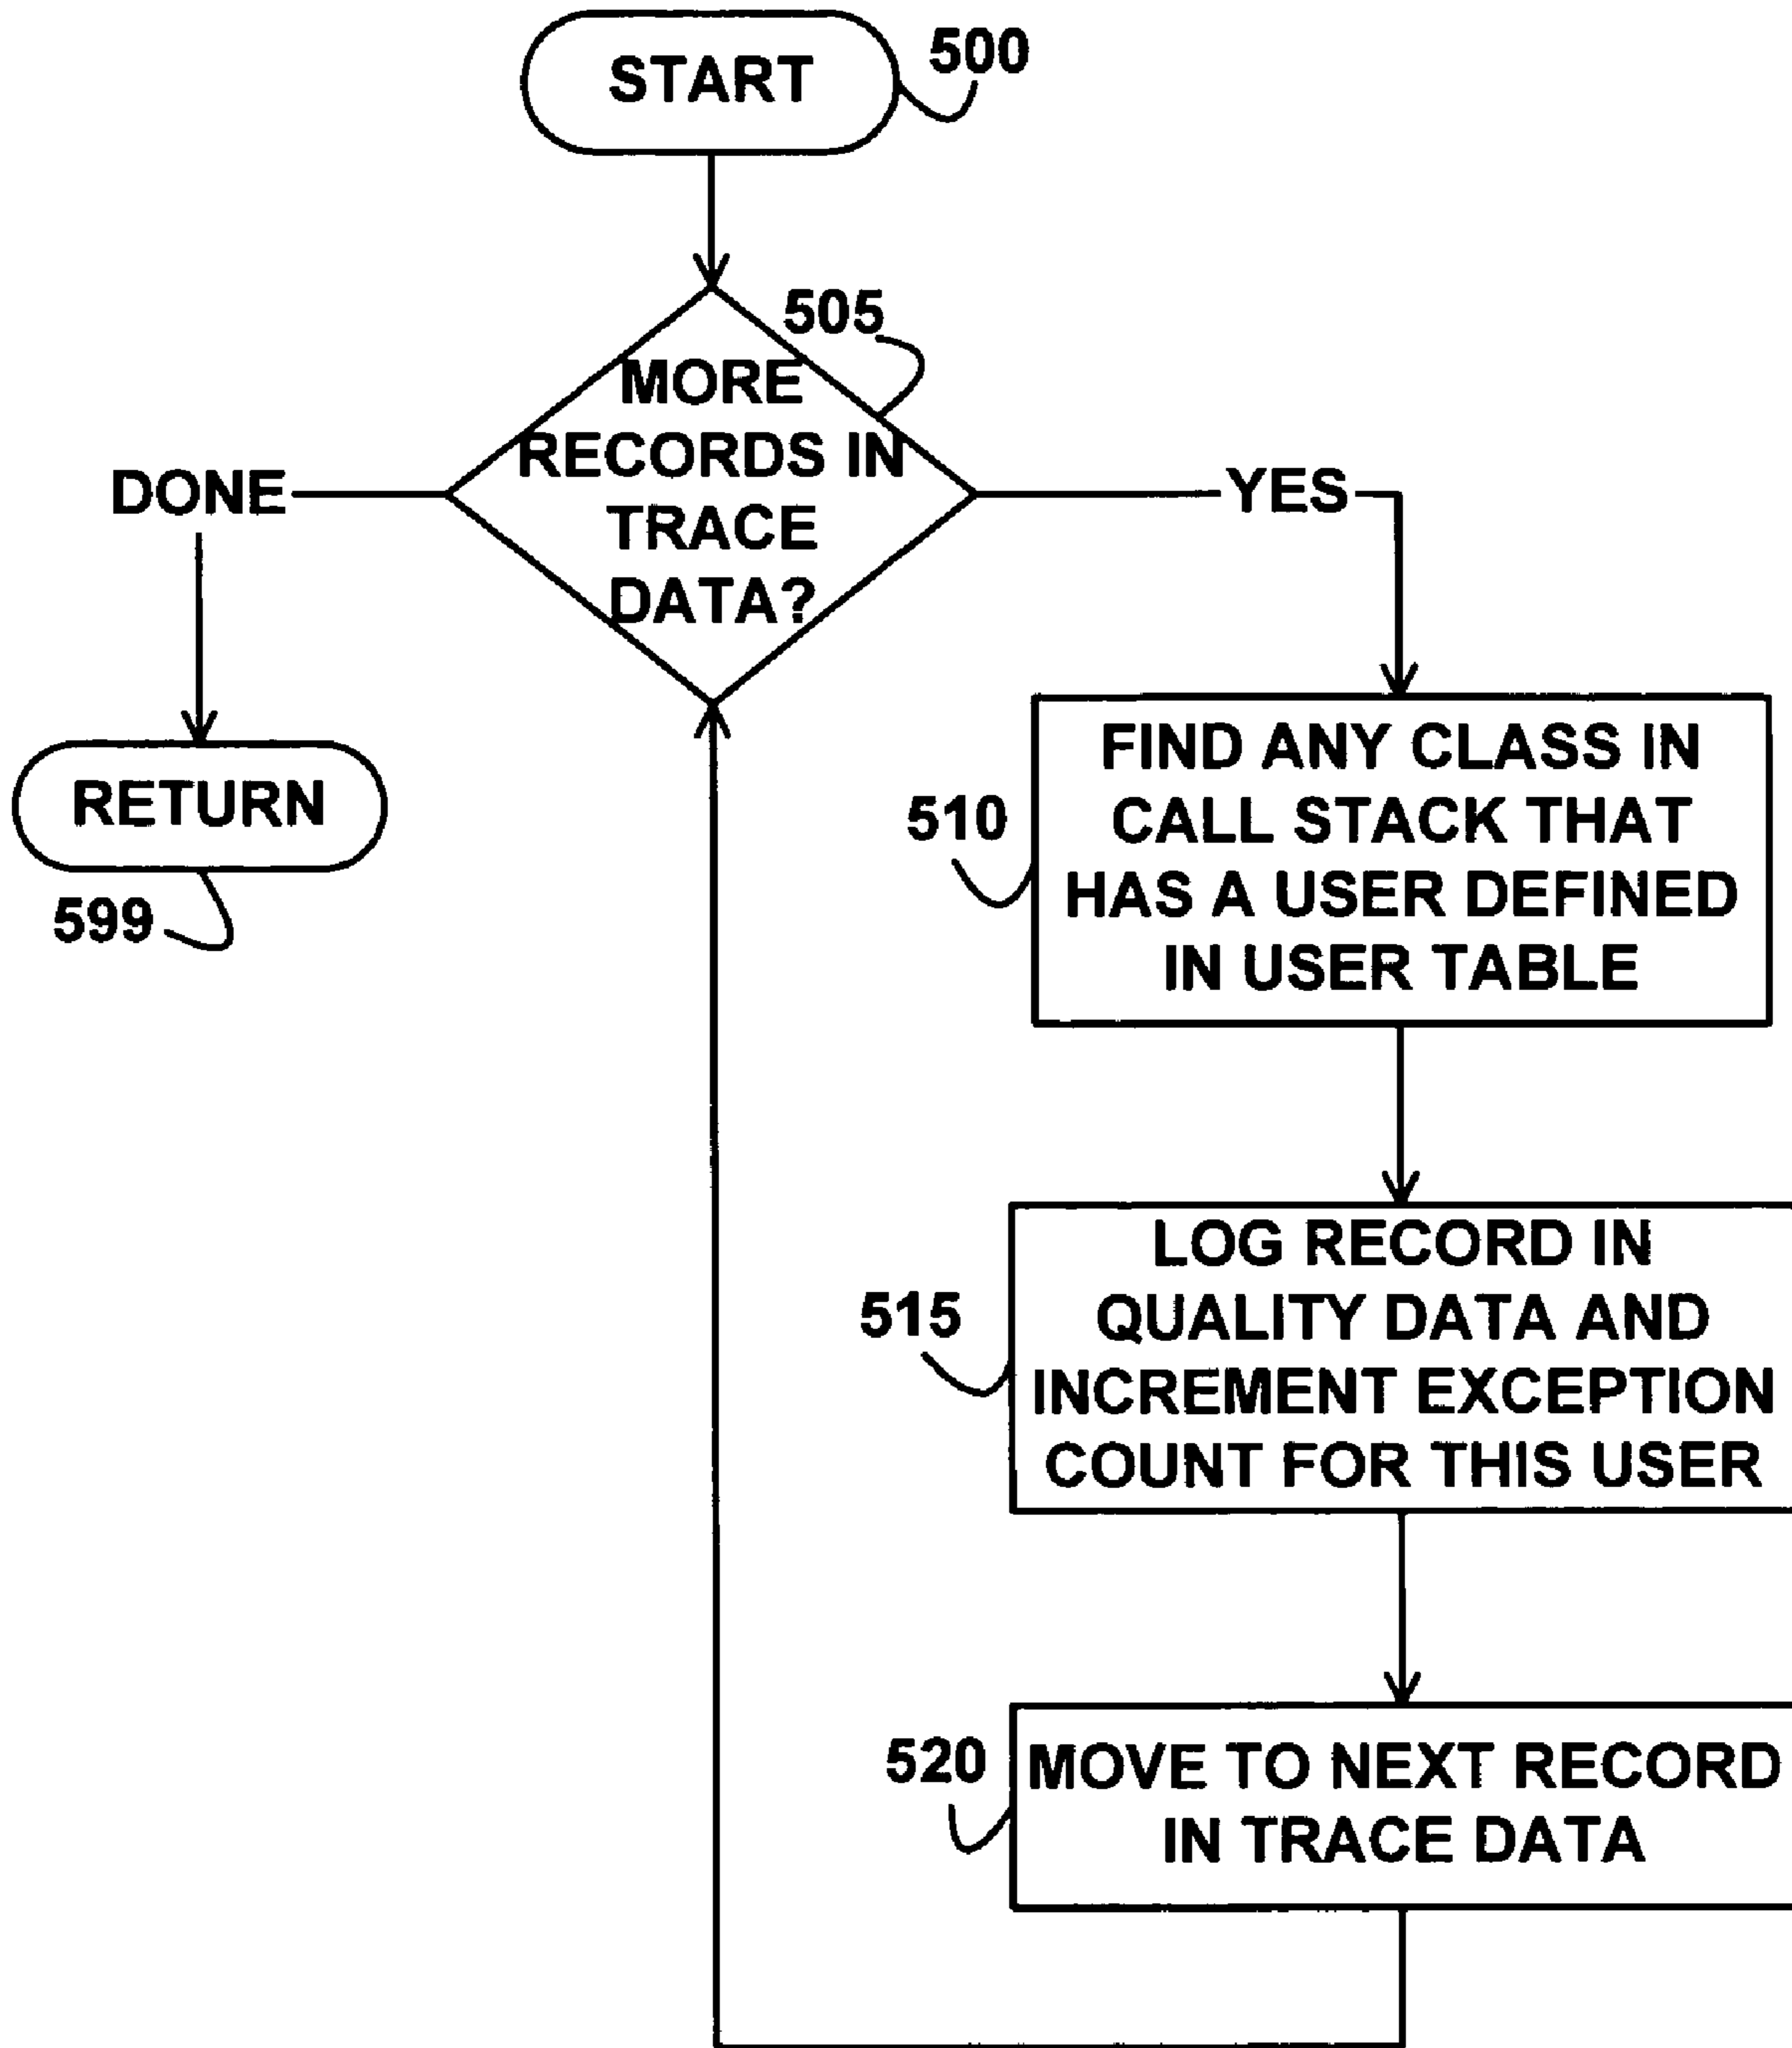 START
500
505
MORE
RECORDS IN
TRACE
DATA?
DONE
YES
RETURN
599
510
FIND ANY CLASS IN
CALL STACK THAT
HAS A USER DEFINED
IN USER TABLE
515
LOG RECORD IN
QUALITY DATA AND
INCREMENT EXCEPTION
COUNT FOR THIS USER
520
MOVE TO NEXT RECORD
IN TRACE DATA